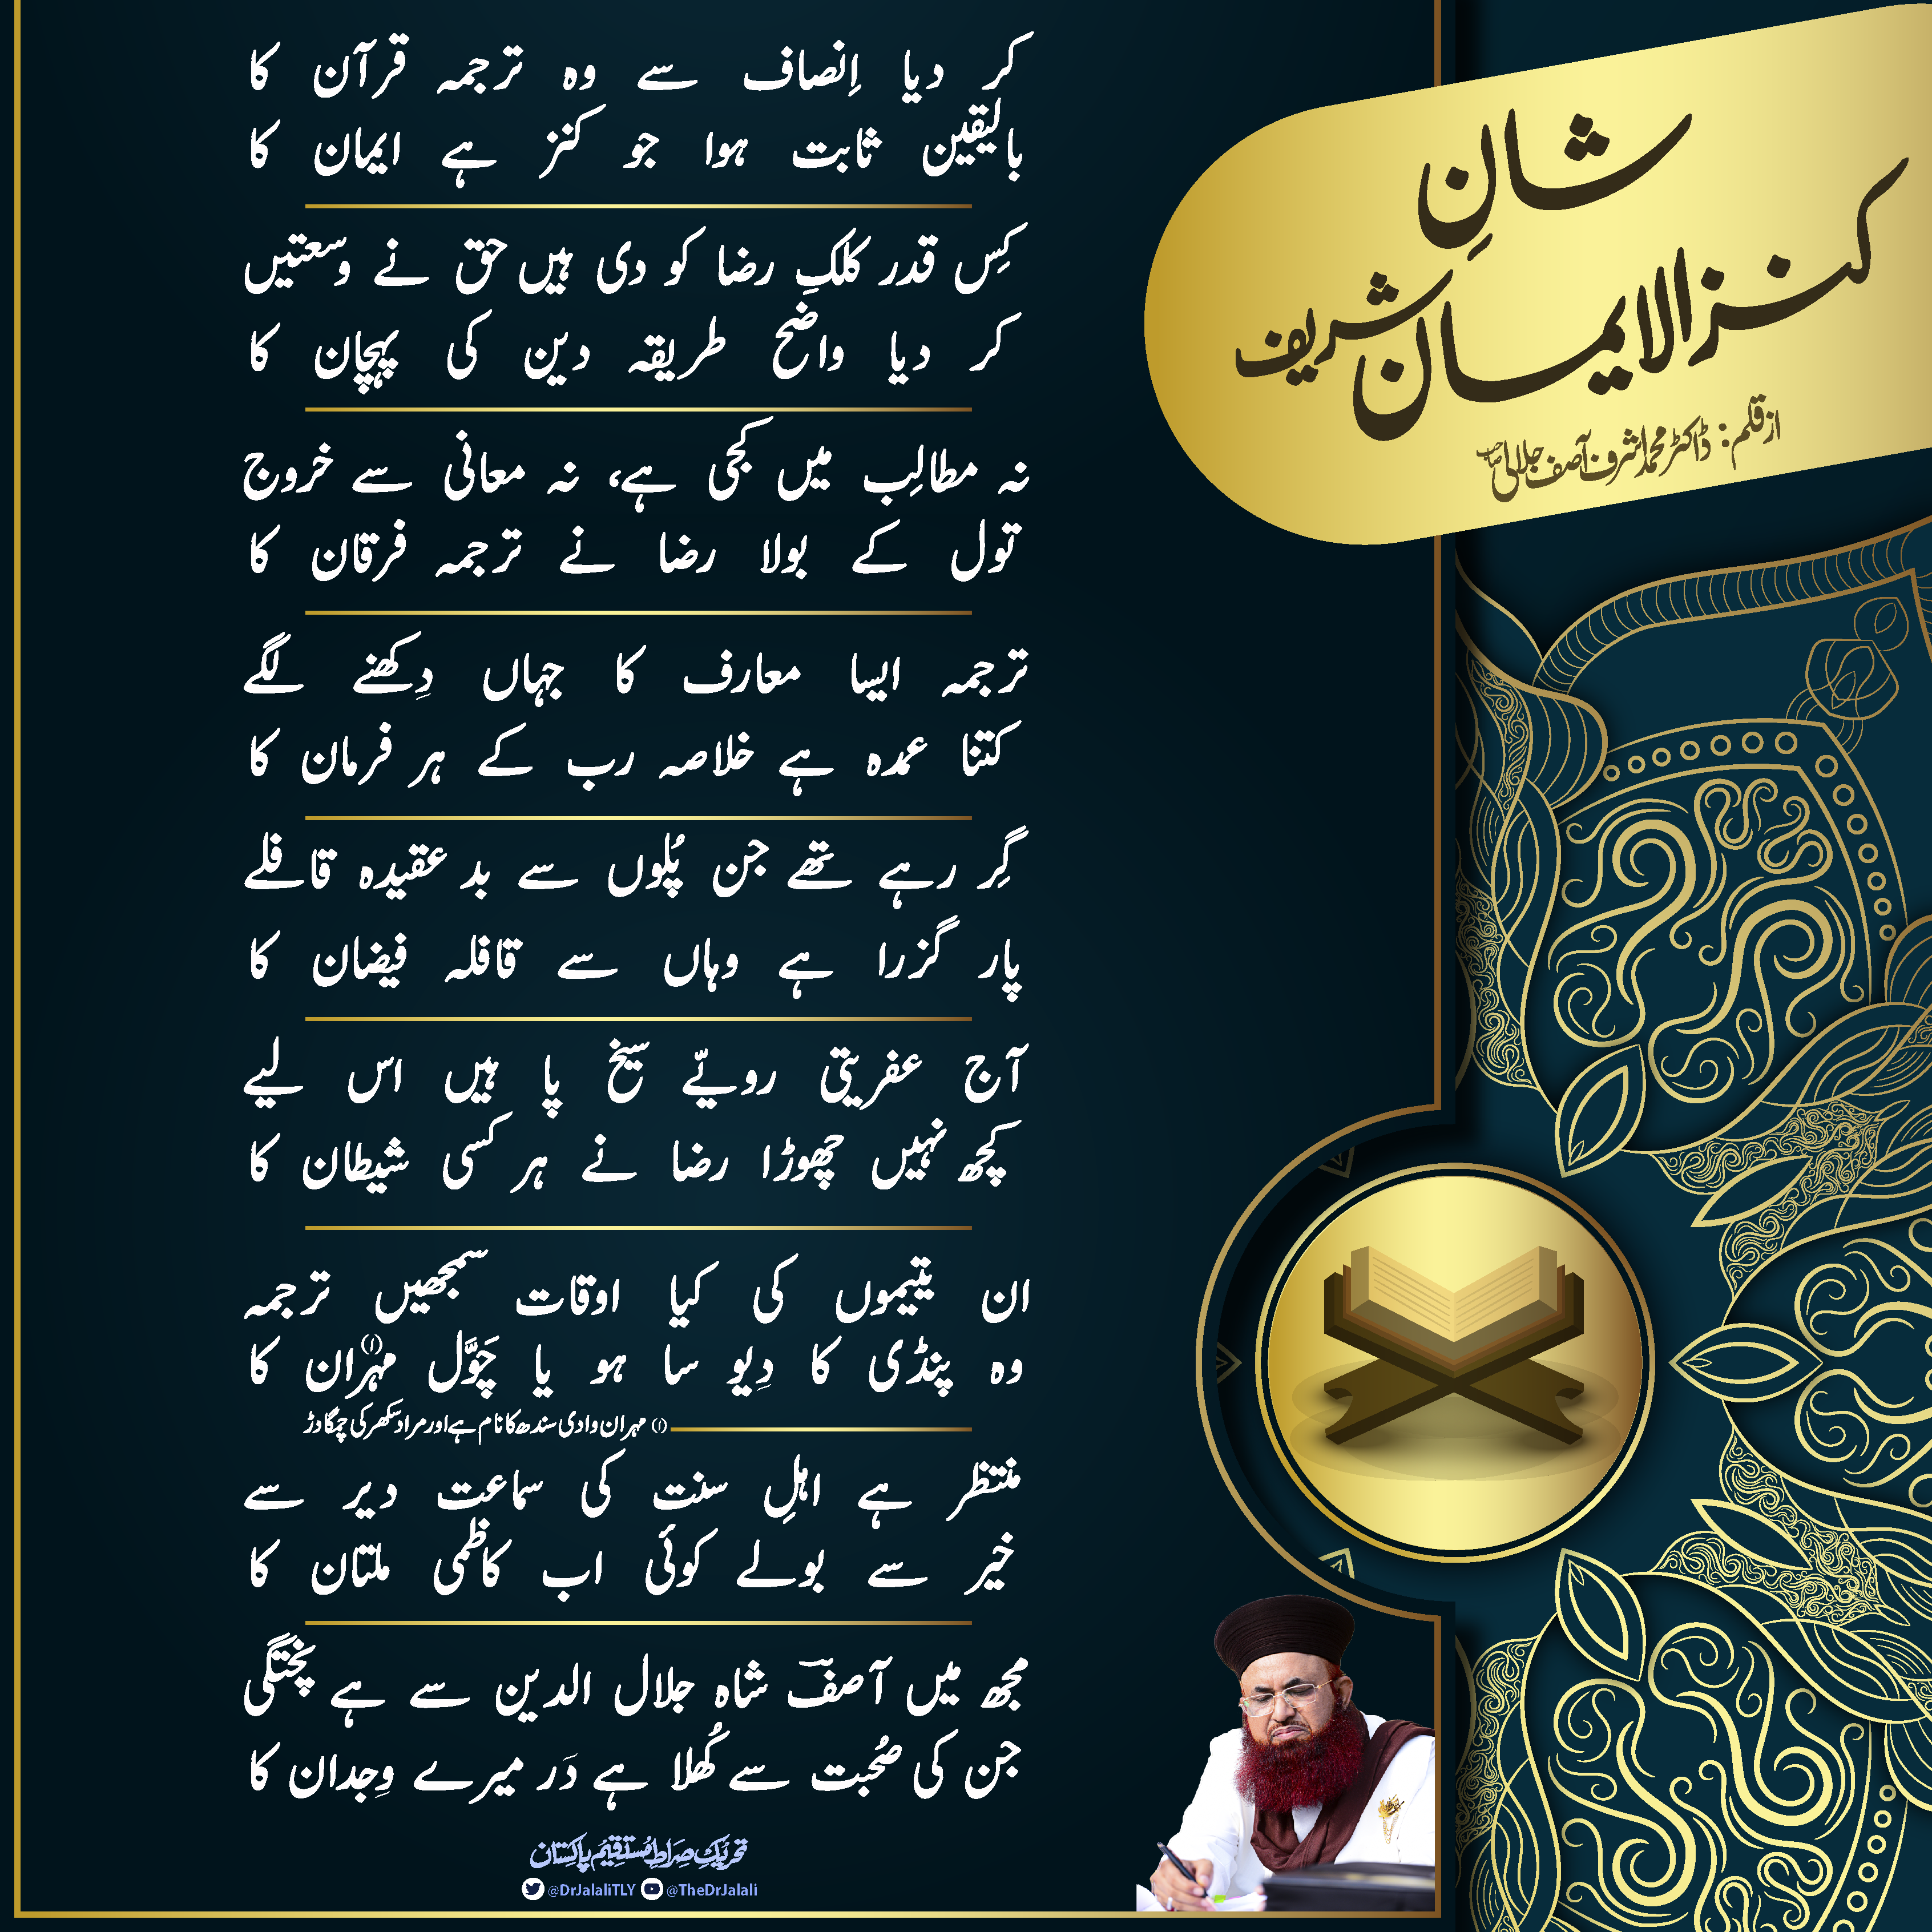 شانِ
کنزالایمان شریف
از قلم: ڈاکٹر محمد اشرف آصف جلالی صاحب
کر دیا اِنصاف سے وہ ترجمہ قرآن کا
بالیقین ثابت ہوا جو کنز ہے ایمان کا
کِس قدر کلکِ رضا کو دی ہیں حق نے وسعتیں
کر دیا واضح طریقہ دین کی پہچان کا
نہ مطالِب میں کجی ہے، نہ معانی سے خروج
تول کے بولا رضا نے ترجمہ فرقان کا
ترجمہ ایسا معارف کا جہاں دِکھنے لگے
کتنا عمدہ ہے خلاصہ رب کے ہر فرمان کا
گِر رہے تھے جن پُلوں سے بد عقیدہ قافلے
پار گزرا ہے وہاں سے قافلہ فیضان کا
آج عفریتی رویّے سیخ پا ہیں اس لیے
کچھ نہیں چھوڑا رضا نے ہر کسی شیطان کا
ان یتیموں کی کیا اوقات سمجھیں ترجمہ
وہ پنڈی کا دِیو سا ہو یا چَوَّل مہران(۱) کا
(۱) مہران وادی سندھ کا نام ہے اور مراد سکھر کی چمگادڑ
منتظر ہے اہلِ سنت کی سماعت دیر سے
خیر سے بولے کوئی اب کاظمی ملتان کا
مجھ میں آصفؔ شاہ جلال الدین سے ہے پختگی
جن کی صُحبت سے کُھلا ہے دَر میرے وِجدان کا
تحریک صراط مستقیم پاکستان
@DrJalaliTLY @TheDrJalali